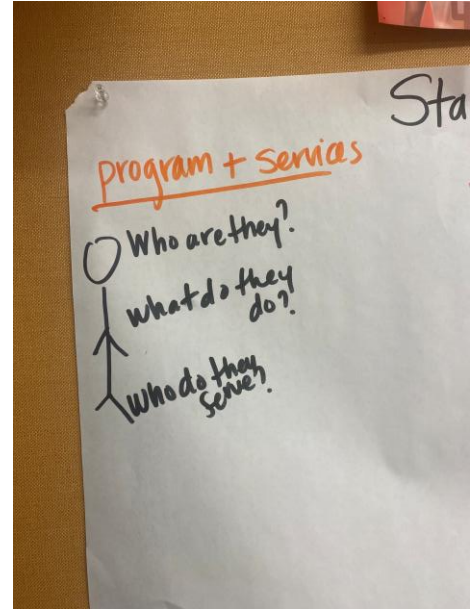 Sta
program + services
Who are they?
what do they
do?
who do they
serve?